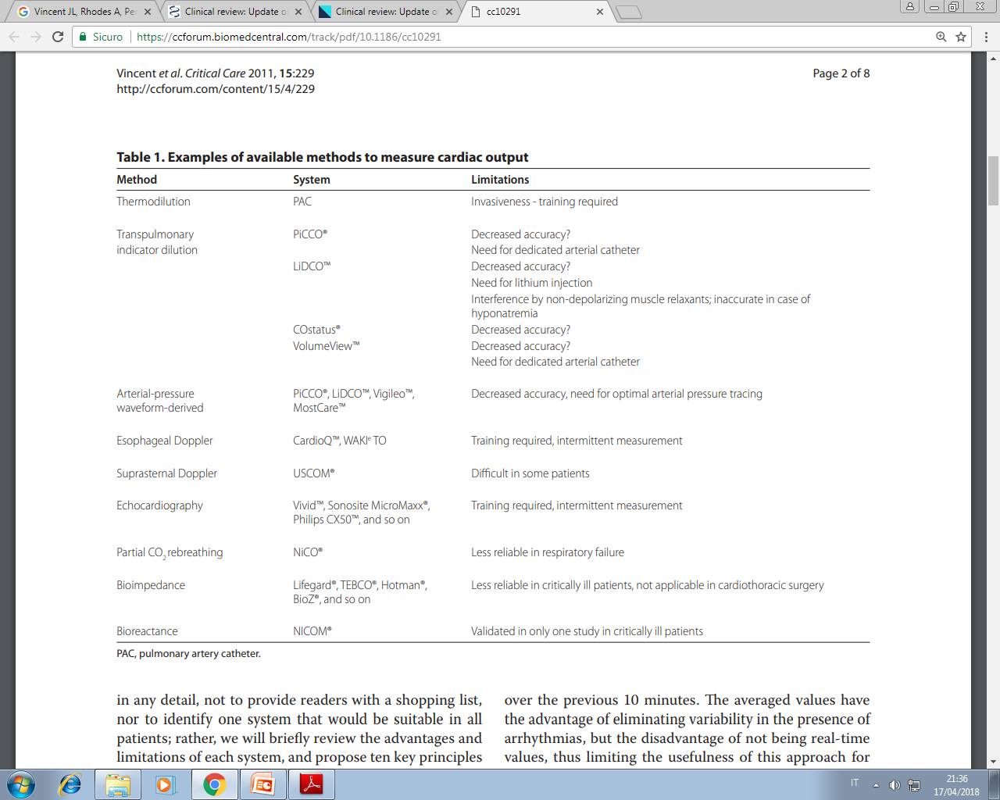 Vincent JL, Rhodes A, Per
Clinical review: Update o
Clinical review: Update o
cc10291
Sicuro
https://ccforum.biomedcentral.com/track/pdf/10.1186/cc10291
Vincent et al. Critical Care 2011, 15:229
Page 2 of 8
http://ccforum.com/content/15/4/229
Table 1. Examples of available methods to measure cardiac output
Method System Limitations
Thermodilution PAC Invasiveness - training required
Transpulmonary PiCCO® Decreased accuracy?
indicator dilution Need for dedicated arterial catheter
LiDCO™ Decreased accuracy?
Need for lithium injection
Interference by non-depolarizing muscle relaxants; inaccurate in case of
hyponatremia
COstatus® Decreased accuracy?
VolumeView™ Decreased accuracy?
Need for dedicated arterial catheter
Arterial-pressure PiCCO®, LiDCO™, Vigileo™, Decreased accuracy, need for optimal arterial pressure tracing
waveform-derived MostCare™
Esophageal Doppler CardioQ™, WAKIe TO Training required, intermittent measurement
Suprasternal Doppler USCOM® Difficult in some patients
Echocardiography Vivid™, Sonosite MicroMaxx®, Training required, intermittent measurement
Philips CX50™, and so on
Partial CO2 rebreathing NiCO® Less reliable in respiratory failure
Bioimpedance Lifegard®, TEBCO®, Hotman®, Less reliable in critically ill patients, not applicable in cardiothoracic surgery
BioZ®, and so on
Bioreactance NICOM® Validated in only one study in critically ill patients
PAC, pulmonary artery catheter.
in any detail, not to provide readers with a shopping list,
nor to identify one system that would be suitable in all
patients; rather, we will briefly review the advantages and
limitations of each system, and propose ten key principles
over the previous 10 minutes. The averaged values have
the advantage of eliminating variability in the presence of
arrhythmias, but the disadvantage of not being real-time
values, thus limiting the usefulness of this approach for
IT
21:36
17/04/2018